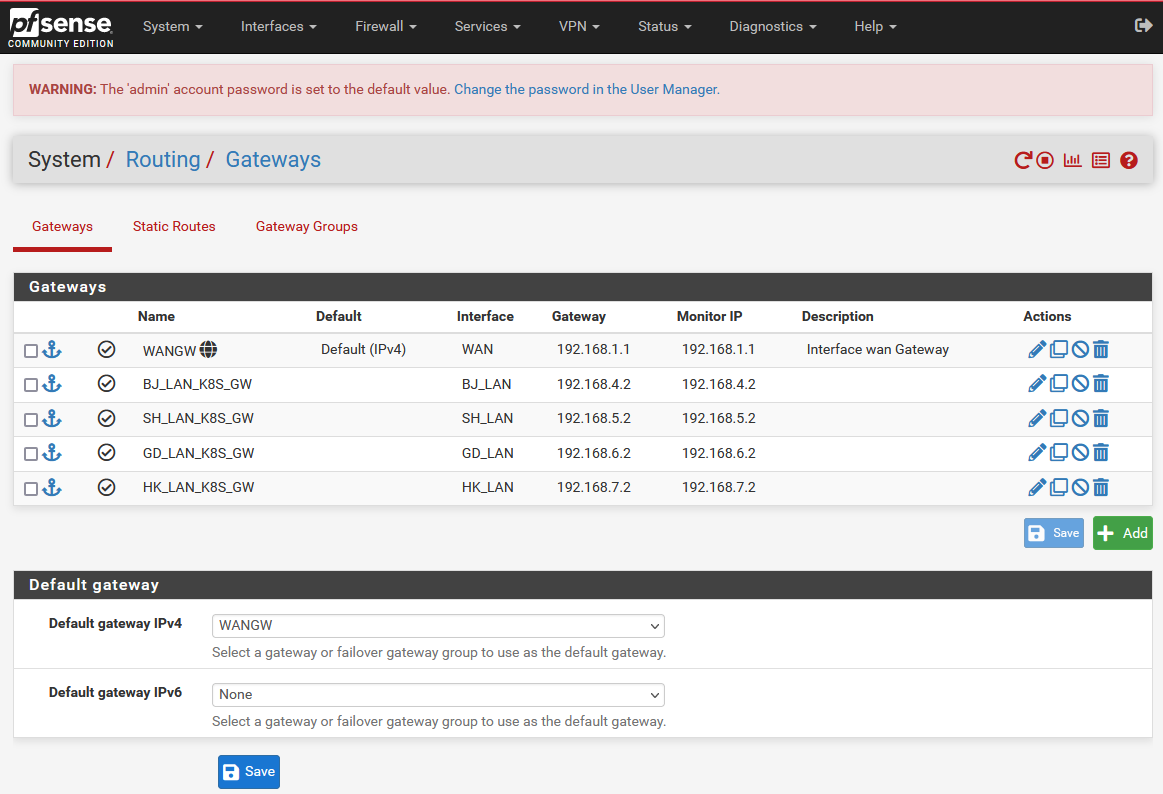 pfsense COMMUNITY EDITION System Interfaces Firewall Services VPN Status Diagnostics Help
WARNING: The 'admin' account password is set to the default value. Change the password in the User Manager.
System / Routing / Gateways
Gateways Static Routes Gateway Groups
Gateways
Name Default Interface Gateway Monitor IP Description Actions
WANGW Default (IPv4) WAN 192.168.1.1 192.168.1.1 Interface wan Gateway
BJ_LAN_K8S_GW BJ_LAN 192.168.4.2 192.168.4.2
SH_LAN_K8S_GW SH_LAN 192.168.5.2 192.168.5.2
GD_LAN_K8S_GW GD_LAN 192.168.6.2 192.168.6.2
HK_LAN_K8S_GW HK_LAN 192.168.7.2 192.168.7.2
Save Add
Default gateway
Default gateway IPv4 WANGW
Select a gateway or failover gateway group to use as the default gateway.
Default gateway IPv6 None
Select a gateway or failover gateway group to use as the default gateway.
Save